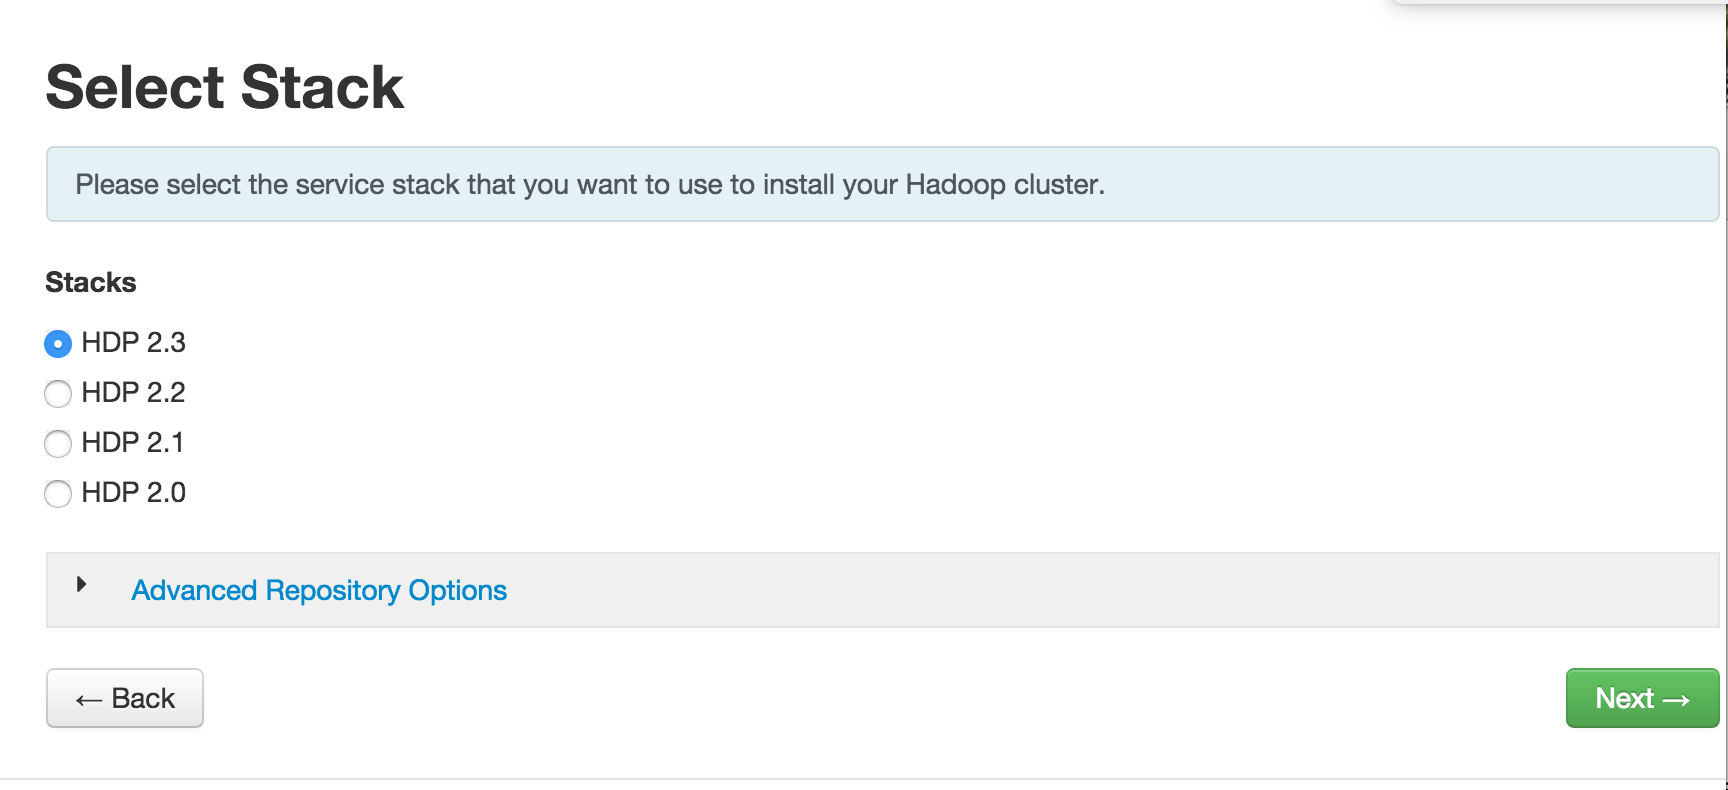 Select Stack
Please select the service stack that you want to use to install your Hadoop cluster.
Stacks
HDP 2.3
HDP 2.2
HDP 2.1
HDP 2.0
Advanced Repository Options
← Back
Next →